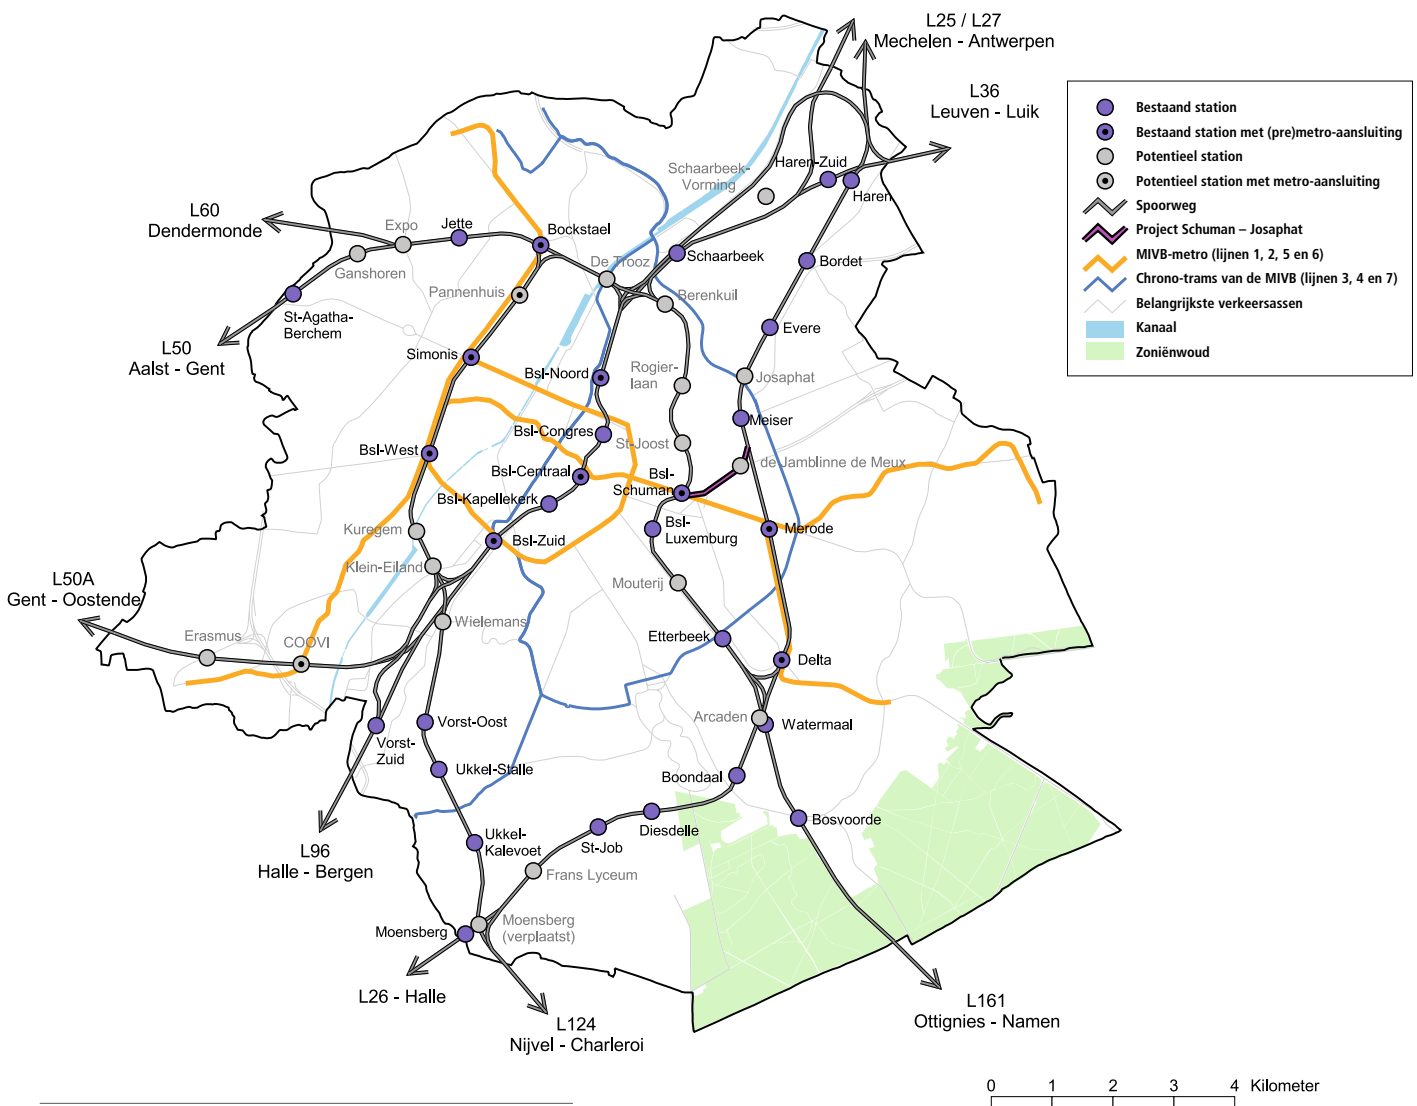 L25 / L27
Mechelen - Antwerpen
L36
Leuven - Luik
Bestaand station
Bestaand station met (pre)metro-aansluiting
Potentieel station
Potentieel station met metro-aansluiting
Spoorweg
Project Schuman – Josaphat
MIVB-metro (lijnen 1, 2, 5 en 6)
Chrono-trams van de MIVB (lijnen 3, 4 en 7)
Belangrijkste verkeersassen
Kanaal
Zoniënwoud
Schaarbeek-
Vorming
Haren-Zuid
Haren
L60
Dendermonde
Expo
Jette
Bockstael
Ganshoren
De Trooz
Schaarbeek
Bordet
Pannenhuis
Berenkuil
St-Agatha-
Berchem
Evere
L50
Aalst - Gent
Simonis
Bsl-Noord
Rogier-
laan
Josaphat
Meiser
Bsl-Congres
St-Joost
Bsl-West
Bsl-Centraal
de Jamblinne de Meux
Bsl-
Schuman
Bsl-Kapellekerk
Kuregem
Bsl-Zuid
Bsl-
Luxemburg
Merode
Klein-Eiland
Mouterij
L50A
Gent - Oostende
Wielemans
Erasmus
COOVI
Etterbeek
Delta
Arcaden
Watermaal
Vorst-Oost
Vorst-
Zuid
Ukkel-Stalle
Boondaal
Diesdelle
Bosvoorde
L96
Halle - Bergen
Ukkel-
Kalevoet
St-Job
Frans Lyceum
Moensberg
Moensberg
(verplaatst)
L26 - Halle
L124
Nijvel - Charleroi
L161
Ottignies - Namen
0 1 2 3 4 Kilometer